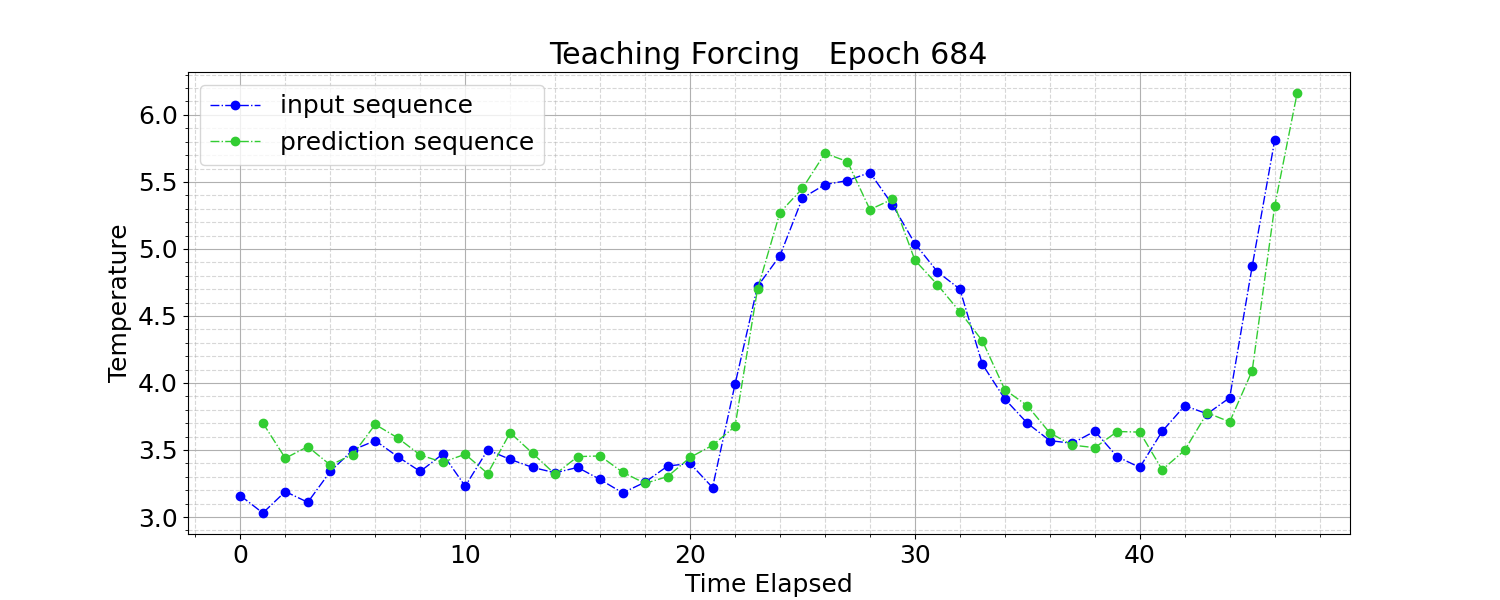 Teaching Forcing   Epoch 684
input sequence
prediction sequence
6.0
5.5
5.0
4.5
4.0
3.5
3.0
Temperature
0 10 20 30 40
Time Elapsed